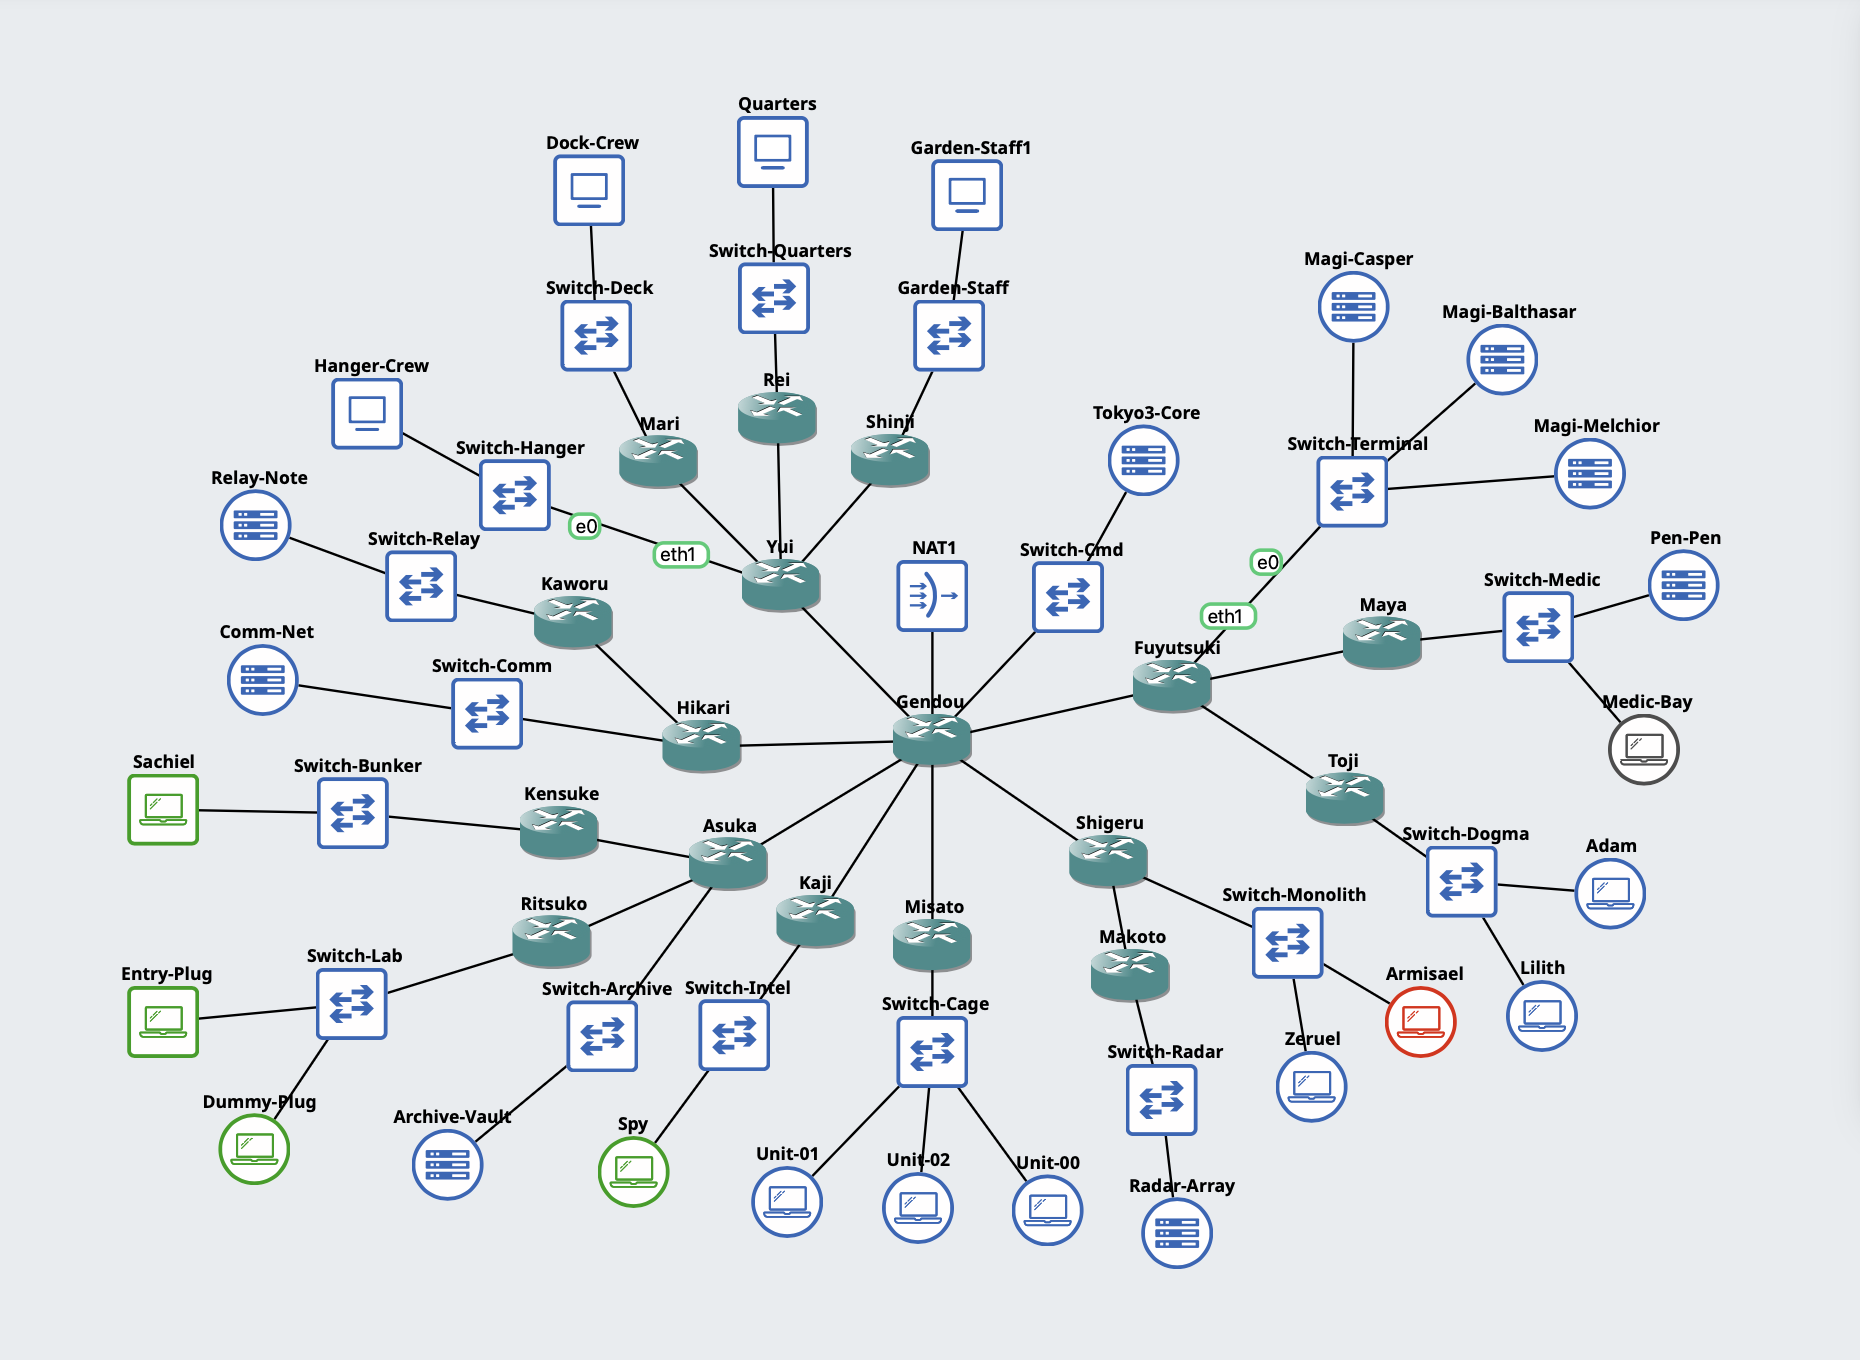 Quarters
Dock-Crew
Garden-Staff1
Switch-Quarters
Magi-Casper
Switch-Deck
Garden-Staff
Magi-Balthasar
Hanger-Crew
Rei
Tokyo3-Core
Mari
Shinji
Magi-Melchior
Switch-Hanger
Switch-Terminal
Relay-Note
e0
Switch-Relay
Yui
NAT1
Switch-Cmd
Pen-Pen
eth1
e0
Kaworu
Switch-Medic
Maya
eth1
Comm-Net
Fuyutsuki
Switch-Comm
Hikari
Gendou
Medic-Bay
Sachiel
Switch-Bunker
Toji
Kensuke
Asuka
Shigeru
Switch-Dogma
Adam
Kaji
Switch-Monolith
Ritsuko
Misato
Makoto
Switch-Lab
Entry-Plug
Armisael
Lilith
Switch-Archive
Switch-Intel
Switch-Cage
Zeruel
Switch-Radar
Dummy-Plug
Archive-Vault
Spy
Unit-01
Unit-02
Unit-00
Radar-Array